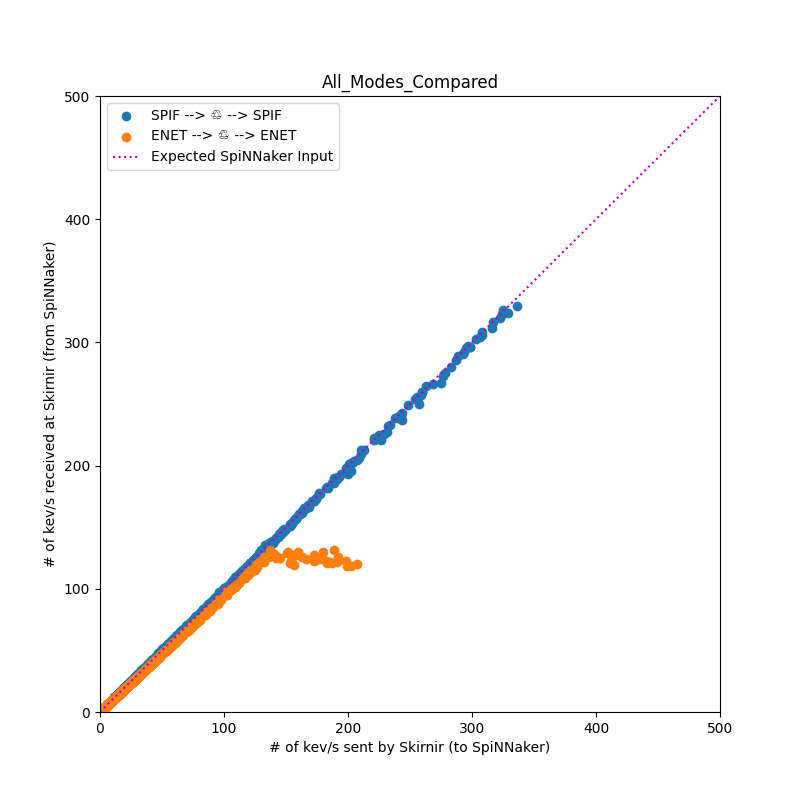 All_Modes_Compared
SPIF --> ♲ --> SPIF
ENET --> ♲ --> ENET
Expected SpiNNaker Input
# of kev/s received at Skirnir (from SpiNNaker)
500
400
300
200
100
0
0 100 200 300 400 500
# of kev/s sent by Skirnir (to SpiNNaker)